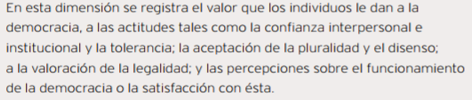 En esta dimensión se registra el valor que los individuos le dan a la
democracia, a las actitudes tales como la confianza interpersonal e
institucional y la tolerancia; la aceptación de la pluralidad y el disenso;
a la valoración de la legalidad; y las percepciones sobre el funcionamiento
de la democracia o la satisfacción con ésta.